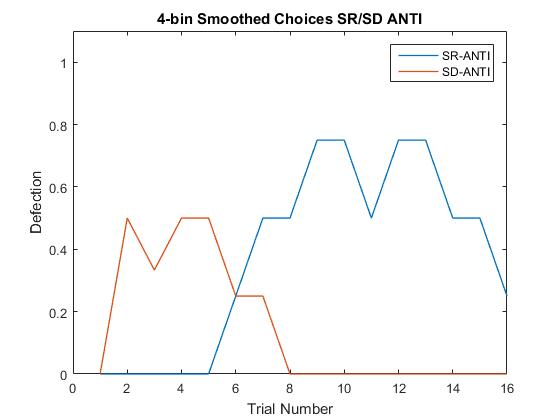 4-bin Smoothed Choices SR/SD ANTI
SR-ANTI
SD-ANTI
1
0.8
0.6
0.4
0.2
0
Defection
0 2 4 6 8 10 12 14 16
Trial Number